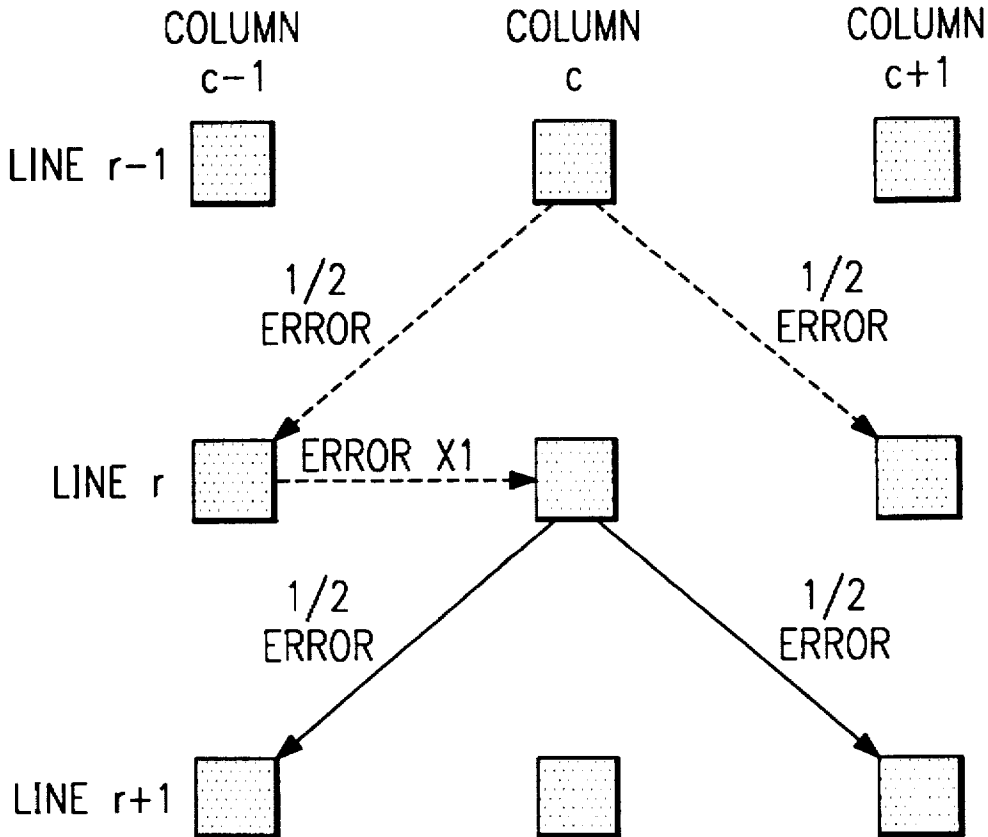 COLUMN c-1
COLUMN c
COLUMN c+1
LINE r-1
1/2 ERROR
1/2 ERROR
LINE r
ERROR X1
1/2 ERROR
1/2 ERROR
LINE r+1